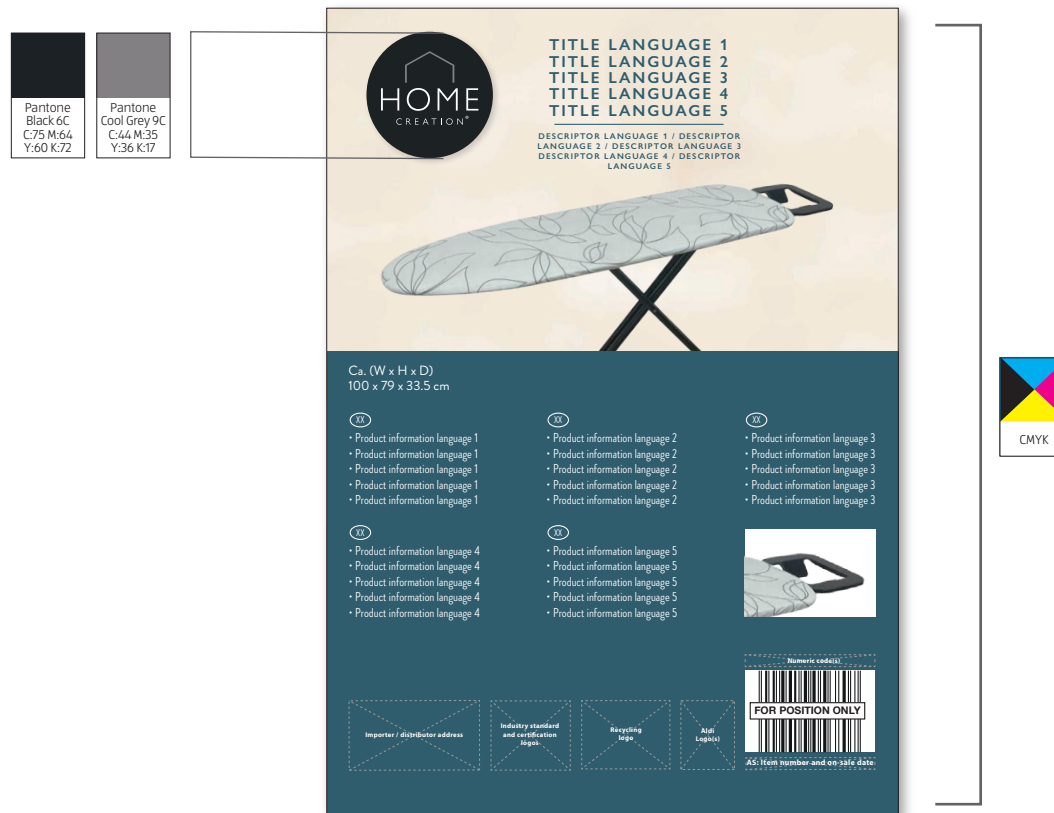 Pantone
Black 6C
C:75 M:64
Y:60 K:72
Pantone
Cool Grey 9C
C:44 M:35
Y:36 K:17
HOME
CREATION®
TITLE LANGUAGE 1
TITLE LANGUAGE 2
TITLE LANGUAGE 3
TITLE LANGUAGE 4
TITLE LANGUAGE 5
DESCRIPTOR LANGUAGE 1 / DESCRIPTOR
LANGUAGE 2 / DESCRIPTOR LANGUAGE 3
DESCRIPTOR LANGUAGE 4 / DESCRIPTOR
LANGUAGE 5
Ca. (W x H x D)
100 x 79 x 33.5 cm
XX
• Product information language 1
• Product information language 1
• Product information language 1
• Product information language 1
• Product information language 1
XX
• Product information language 2
• Product information language 2
• Product information language 2
• Product information language 2
• Product information language 2
XX
• Product information language 3
• Product information language 3
• Product information language 3
• Product information language 3
• Product information language 3
XX
• Product information language 4
• Product information language 4
• Product information language 4
• Product information language 4
• Product information language 4
XX
• Product information language 5
• Product information language 5
• Product information language 5
• Product information language 5
• Product information language 5
Importer / distributor address
Industry standard
and certification
logos
Recycling
logo
Aldi
Logo(s)
Numeric code(s)
FOR POSITION ONLY
AS: Item number and on-sale date
CMYK